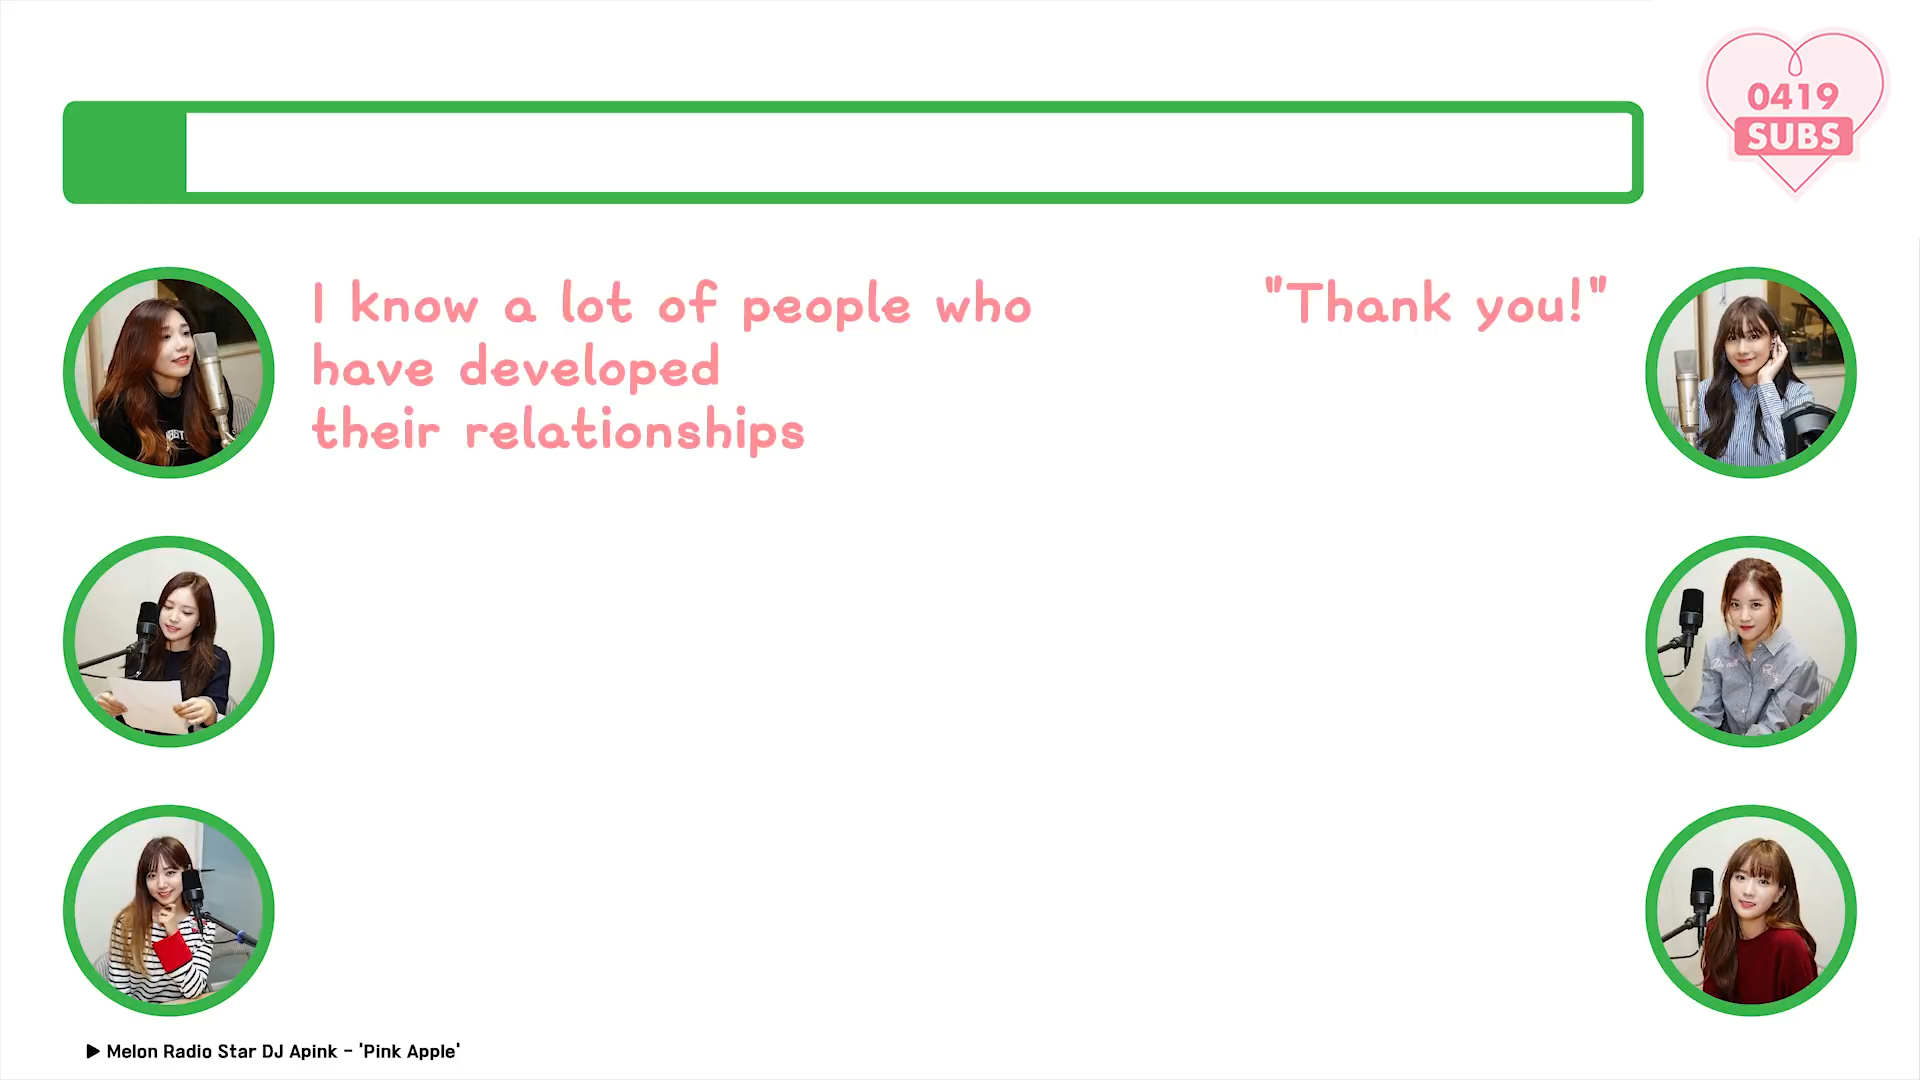 0419
SUBS
I know a lot of people who
have developed
their relationships
"Thank you!"
▶ Melon Radio Star DJ Apink - 'Pink Apple'